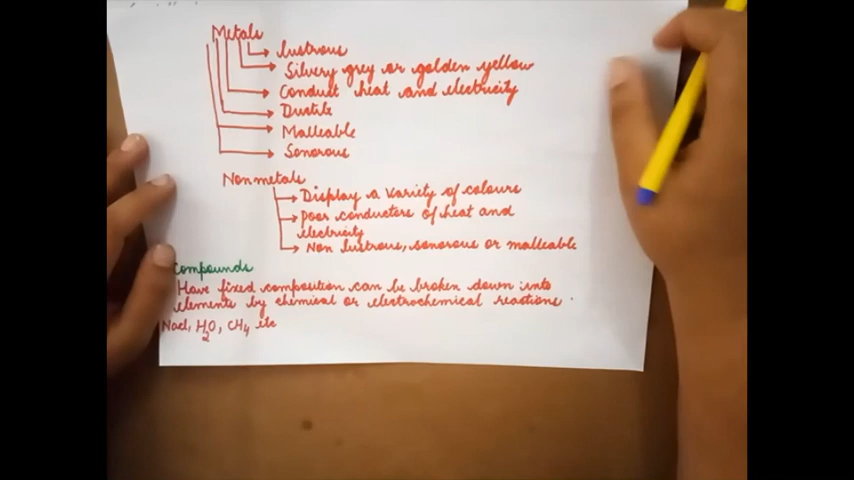 Metals
lustrous
Silvery grey or golden yellow
Conduct heat and electricity
Ductile
Malleable
Sonorous
Nonmetals
Display a variety of colours
poor conductors of heat and
electricity
Non lustrous, sonorous or malleable
Compounds
Have fixed composition can be broken down into
elements by chemical or electrochemical reactions.
Nacl, H2O, CH4 etc